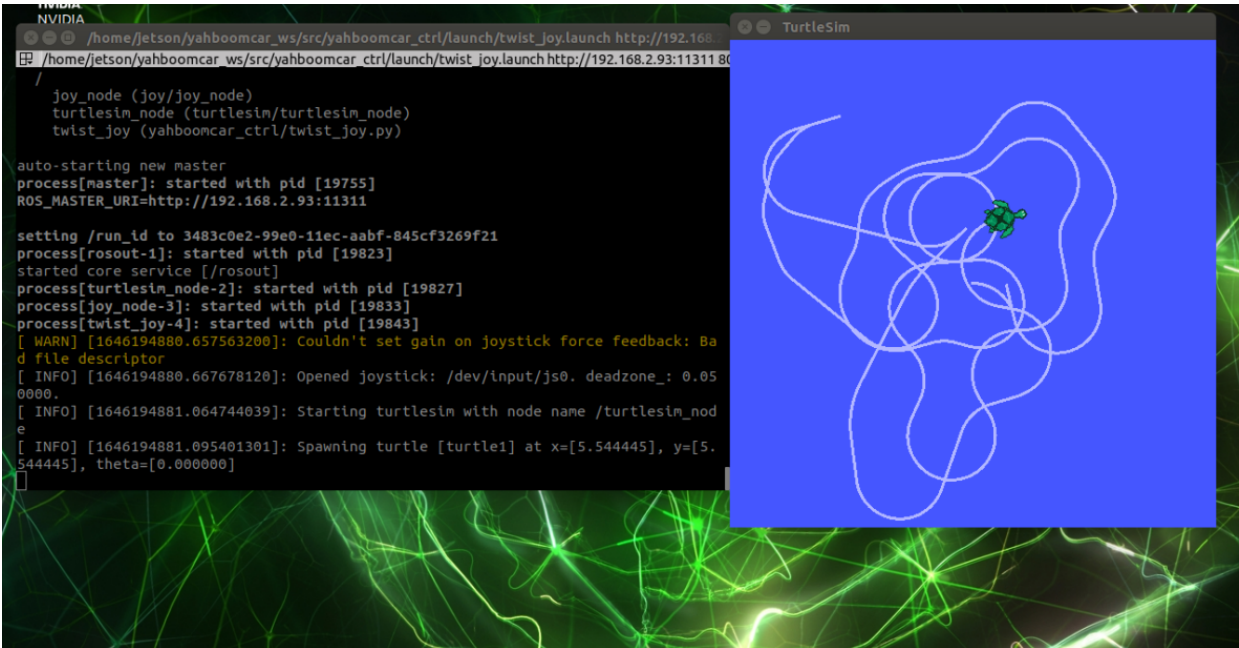 NVIDIA
NVIDIA
/home/jetson/yahboomcar_ws/src/yahboomcar_ctrl/launch/twist_joy.launch http://192.168.2
TurtleSim
/home/jetson/yahboomcar_ws/src/yahboomcar_ctrl/launch/twist_joy.launch http://192.168.2.93:11311 80
/
joy_node (joy/joy_node)
turtlesim_node (turtlesim/turtlesim_node)
twist_joy (yahboomcar_ctrl/twist_joy.py)
auto-starting new master
process[master]: started with pid [19755]
ROS_MASTER_URI=http://192.168.2.93:11311
setting /run_id to 3483c0e2-99e0-11ec-aabf-845cf3269f21
process[rosout-1]: started with pid [19823]
started core service [/rosout]
process[turtlesim_node-2]: started with pid [19827]
process[joy_node-3]: started with pid [19833]
process[twist_joy-4]: started with pid [19843]
[ WARN] [1646194880.657563200]: Couldn't set gain on joystick force feedback: Ba
d file descriptor
[ INFO] [1646194880.667678120]: Opened joystick: /dev/input/js0. deadzone_: 0.05
0000.
[ INFO] [1646194881.064744039]: Starting turtlesim with node name /turtlesim_nod
e
[ INFO] [1646194881.095401301]: Spawning turtle [turtle1] at x=[5.544445], y=[5.
544445], theta=[0.000000]